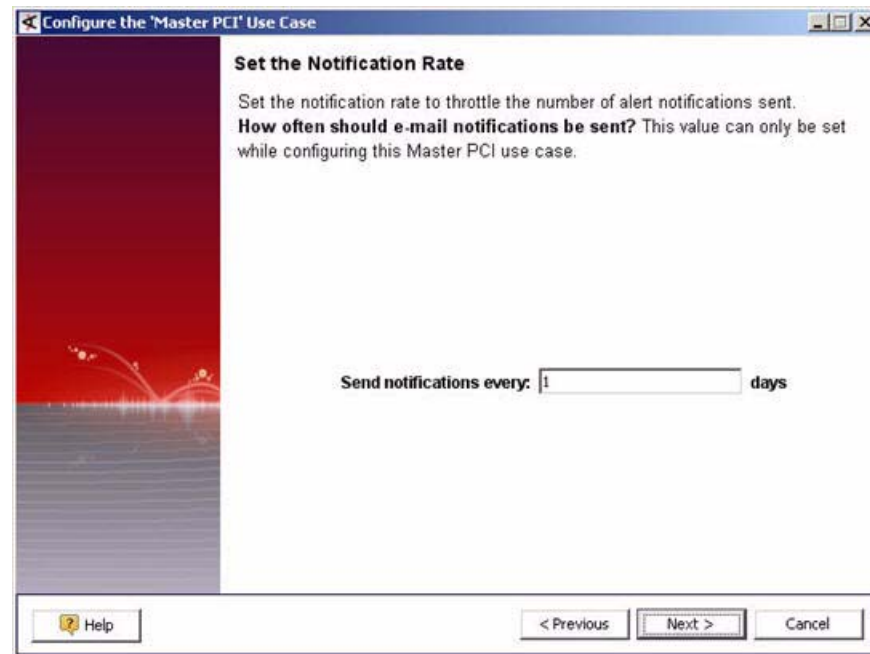 Configure the 'Master PCI' Use Case
Set the Notification Rate
Set the notification rate to throttle the number of alert notifications sent.
How often should e-mail notifications be sent? This value can only be set
while configuring this Master PCI use case.
Send notifications every: 1 days
Help < Previous Next > Cancel